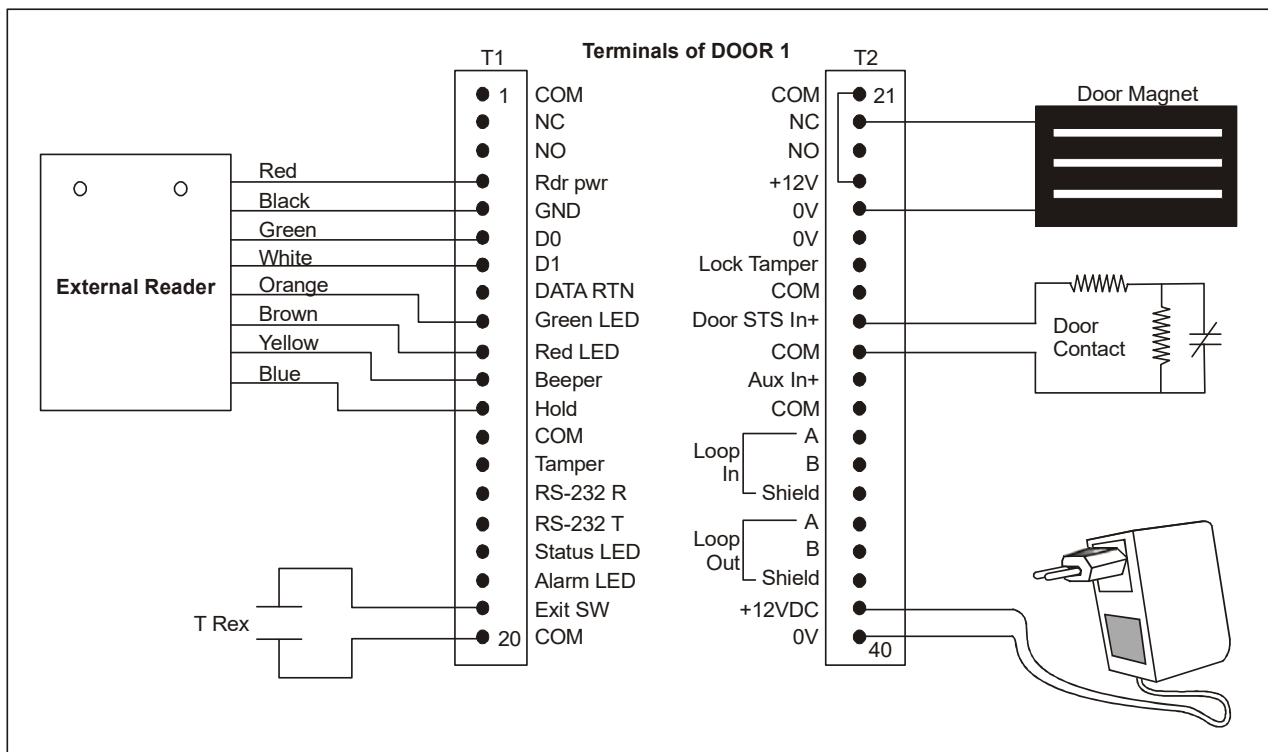 Terminals of DOOR 1
T1
1 COM
NC
NO
Rdr pwr
GND
D0
D1
DATA RTN
Green LED
Red LED
Beeper
Hold
COM
Tamper
RS-232 R
RS-232 T
Status LED
Alarm LED
Exit SW
20 COM
External Reader
Red
Black
Green
White
Orange
Brown
Yellow
Blue
T Rex
T2
COM 21
NC
NO
+12V
0V
0V
Lock Tamper
COM
Door STS In+
COM
Aux In+
COM
Loop
In
A
B
Shield
Loop
Out
A
B
Shield
+12VDC
0V 40
Door Magnet
Door
Contact